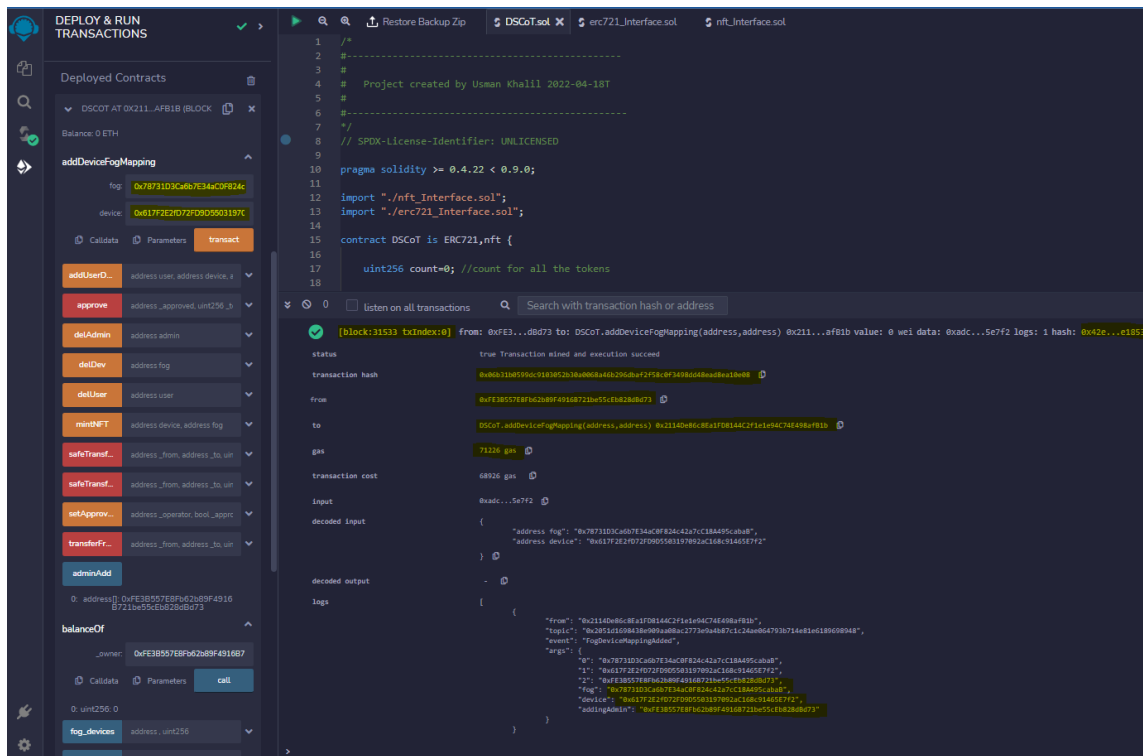 DEPLOY & RUN
TRANSACTIONS
Deployed Contracts
DSCOT AT 0X211...AFB1B (BLOCK
Balance: 0 ETH
addDeviceFogMapping
fog: 0x78731D3Ca6b7E34aC0F824c
device: 0x617F2E2fD72FD9D5503197C
Calldata Parameters transact
addUserD... address user, address device, a
approve address _approved, uint256 _b
delAdmin address admin
delDev address fog
delUser address user
mintNFT address device, address fog
safeTransf... address _from, address _to, uin
safeTransf... address _from, address _to, uin
setApprov... address _operator, bool _appro
transferFr... address _from, address _to, uin
adminAdd
0: address[]: 0xFE3B557E8Fb62b89F4916
B721be55cEb828dBd73
balanceOf
_owner: 0xFE3B557E8Fb62b89F4916B7
Calldata Parameters call
0: uint256: 0
fog_devices address , uint256
Restore Backup Zip DSCoT.sol erc721_Interface.sol nft_Interface.sol
1 /*
2 #------------------------------------------------
3 #
4 # Project created by Usman Khalil 2022-04-18T
5 #
6 #-------------------------------------------------
7 */
8 // SPDX-License-Identifier: UNLICENSED
9
10 pragma solidity >= 0.4.22 < 0.9.0;
11
12 import "./nft_Interface.sol";
13 import "./erc721_Interface.sol";
14
15 contract DSCoT is ERC721,nft {
16
17 uint256 count=0; //count for all the tokens
18
0 listen on all transactions Search with transaction hash or address
[block:31533 txIndex:0] from: 0xFE3...dBd73 to: DSCoT.addDeviceFogMapping(address,address) 0x211...afB1b value: 0 wei data: 0xadc...5e7f2 logs: 1 hash: 0x42e...e1853
status true Transaction mined and execution succeed
transaction hash 0x06b31b0599dc9183052b30a0068a46b296dbaf2f58c0f3498dd48ead8ea10e08
from 0xFE3B557E8Fb62b89F4916B721be55cEb828dBd73
to DSCoT.addDeviceFogMapping(address,address) 0x2114De86c8Ea1FD8144C2f1e1e94C74E498afB1b
gas 71226 gas
transaction cost 68926 gas
input 0xadc...5e7f2
decoded input {
"address fog": "0x78731D3Ca6b7E34aC0F824c42a7cC18A495cabaB",
"address device": "0x617F2E2fD72FD9D5503197092aC168c91465E7f2"
}
decoded output -
logs [
{
"from": "0x2114De86c8Ea1FD8144C2f1e1e94C74E498afB1b",
"topic": "0x2051d1698438e909aa08ac2773e9a4b87c1c24ae064793b714e81e6189698948",
"event": "FogDeviceMappingAdded",
"args": {
"0": "0x78731D3Ca6b7E34aC0F824c42a7cC18A495cabaB",
"1": "0x617F2E2fD72FD9D5503197092aC168c91465E7f2",
"2": "0xFE3B557E8Fb62b89F4916B721be55cEb828dBd73",
"fog": "0x78731D3Ca6b7E34aC0F824c42a7cC18A495cabaB",
"device": "0x617F2E2fD72FD9D5503197092aC168c91465E7f2",
"addingAdmin": "0xFE3B557E8Fb62b89F4916B721be55cEb828dBd73"
}
}
>